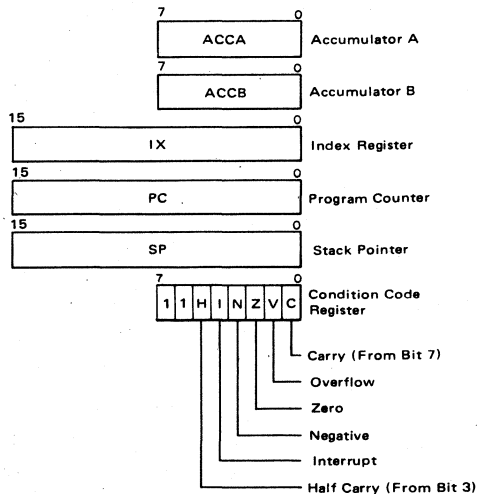 7 0
ACCA Accumulator A
7 0
ACCB Accumulator B
15 0
IX Index Register
15 0
PC Program Counter
15 0
SP Stack Pointer
7 0
1 1 H I N Z V C Condition Code
Register
Carry (From Bit 7)
Overflow
Zero
Negative
Interrupt
Half Carry (From Bit 3)